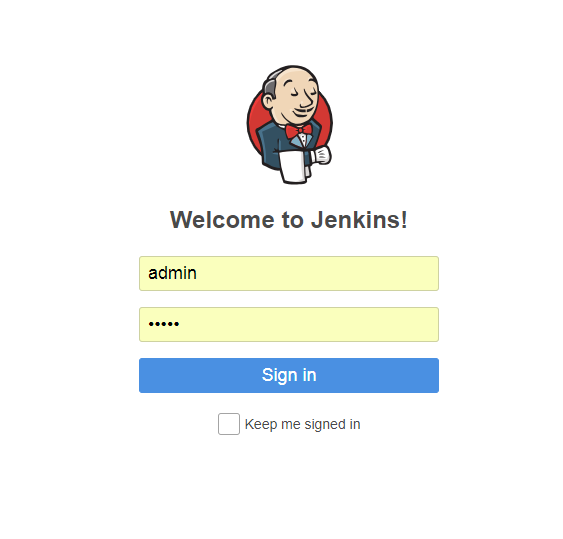 Welcome to Jenkins!
admin
•••••
Sign in
Keep me signed in